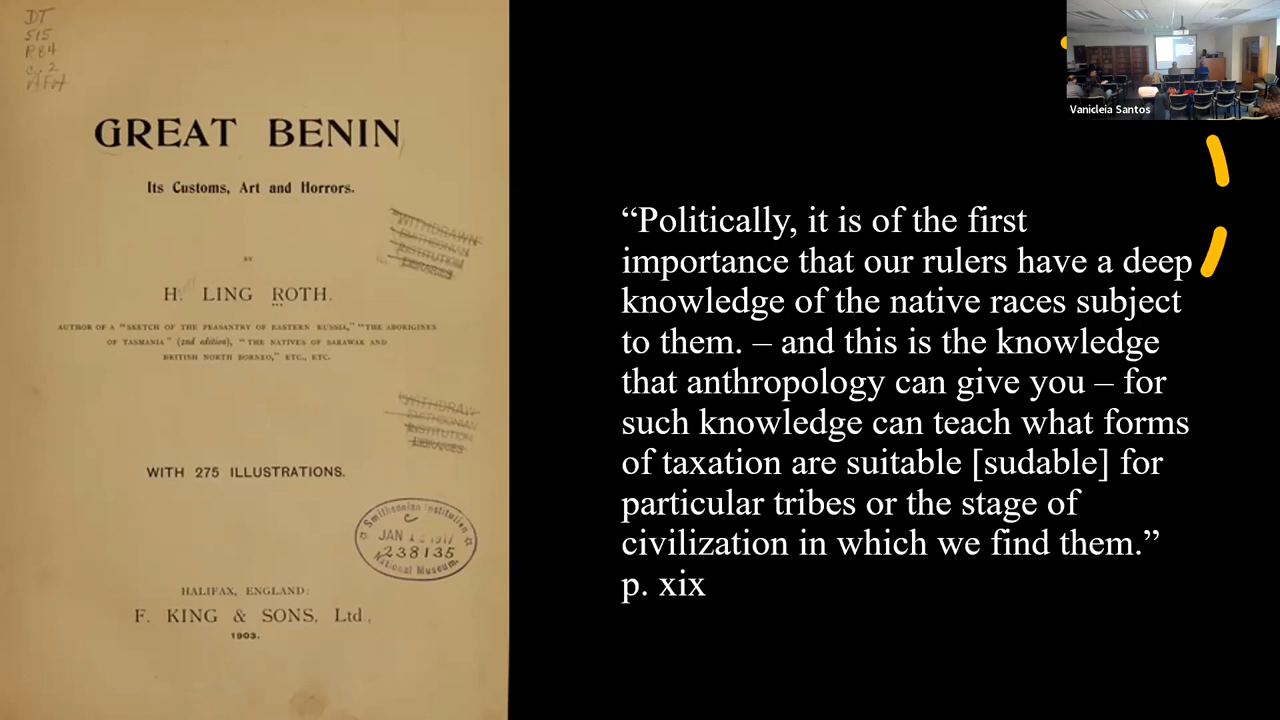 DT
515
R84
c. 2
AFA
GREAT BENIN
Its Customs, Art and Horrors.
BY
H. LING ROTH.
AUTHOR OF A "SKETCH OF THE PEASANTRY OF EASTERN RUSSIA," "THE ABORIGINES
OF TASMANIA" (2nd edition), "THE NATIVES OF SARAWAK AND
BRITISH NORTH BORNEO," ETC., ETC.
WITHDRAWN
SMITHSONIAN
INSTITUTION
LIBRARIES
WITHDRAW
SMITHSONIAN
INSTITUTION
LIBRARIES
WITH 275 ILLUSTRATIONS.
Smithsonian Institution
JAN 1917
238135
National Museum.
HALIFAX, ENGLAND:
F. KING & SONS, Ltd.,
1903.
Vanicleia Santos
“Politically, it is of the first
importance that our rulers have a deep
knowledge of the native races subject
to them. – and this is the knowledge
that anthropology can give you – for
such knowledge can teach what forms
of taxation are suitable [sudable] for
particular tribes or the stage of
civilization in which we find them.”
p. xix